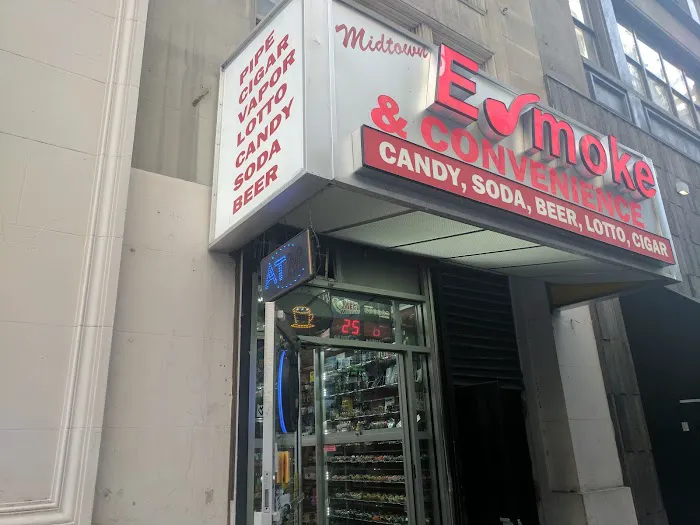 PIPE
CIGAR
VAPOR
LOTTO
CANDY
SODA
BEER
Midtown
E moke
& CONVENIENCE
CANDY, SODA, BEER, LOTTO, CIGAR
AT
25